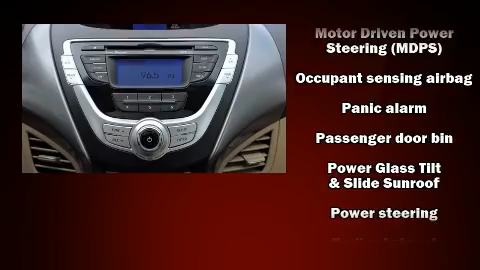 Motor Driven Power
Steering (MDPS)
Occupant sensing airbag
Panic alarm
Passenger door bin
Power Glass Tilt
& Slide Sunroof
Power steering